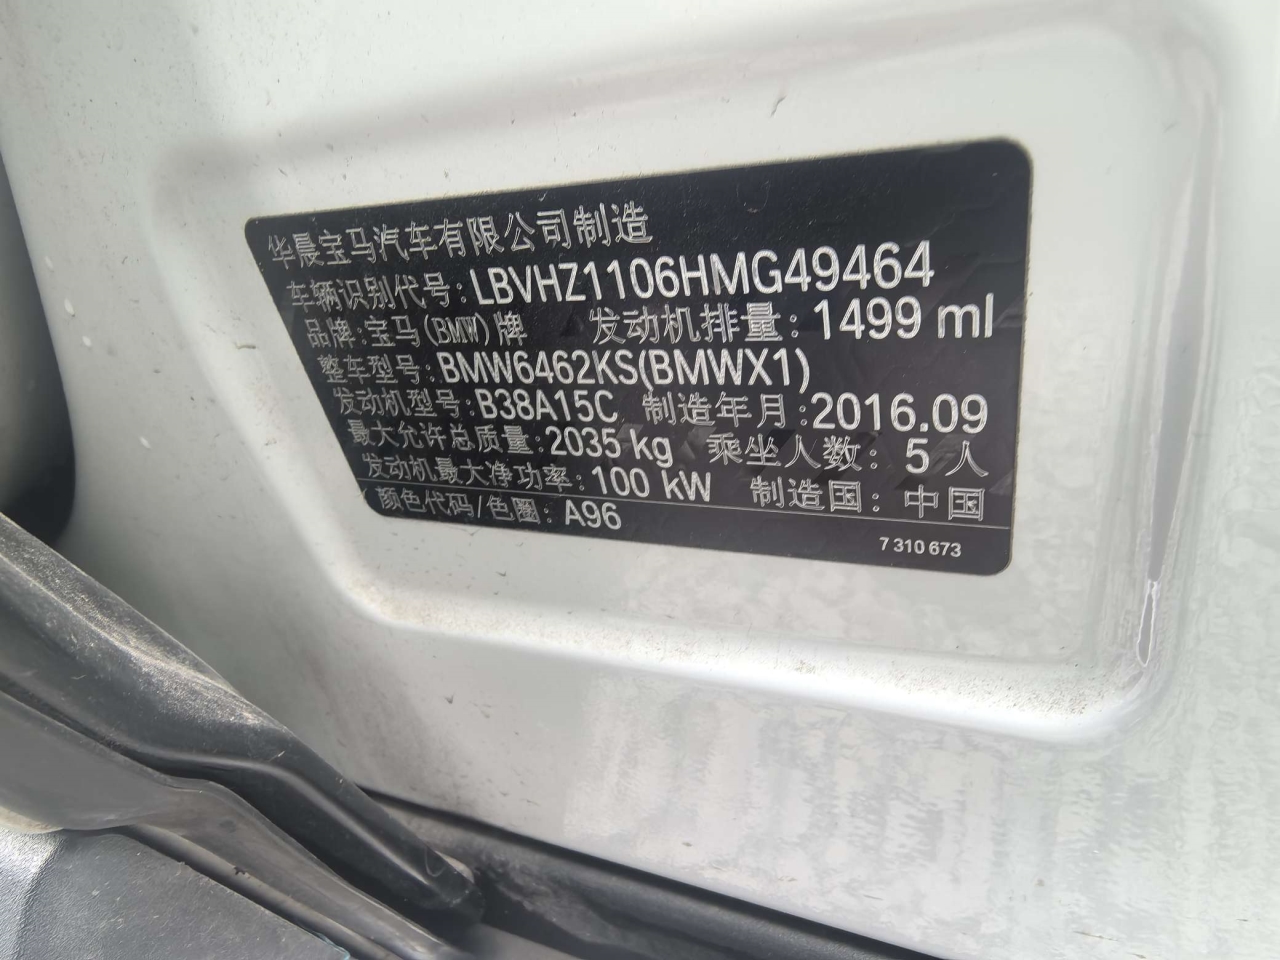 华晨宝马汽车有限公司制造
车辆识别代号: LBVHZ1106HMG49464
品牌: 宝马(BMW)牌 发动机排量: 1499 ml
整车型号: BMW6462KS(BMWX1)
发动机型号: B38A15C 制造年月: 2016.09
最大允许总质量: 2035 kg 乘坐人数: 5 人
发动机最大净功率: 100 kW 制造国: 中国
颜色代码/色圈: A96
7 310 673